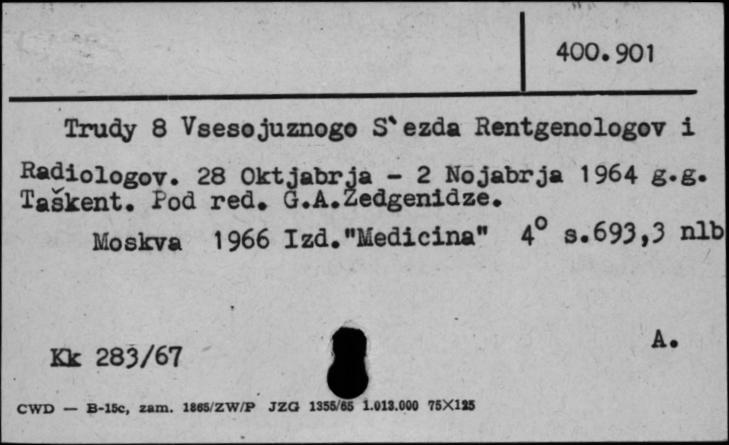 400.901
Trudy 8 Vsesojuznogo S`ezda Rentgenologov i
Radiologov. 28 Oktjabrja - 2 Nojabrja 1964 g.g.
Taškent. Pod red. G.A.Zedgenidze.
Moskva 1966 Izd."Medicina" 4° s.693,3 nlb
A.
Kk 283/67
CWD — B-15c, zam. 1865/ZW/P JZG 1355/65 1.013.000 75X125